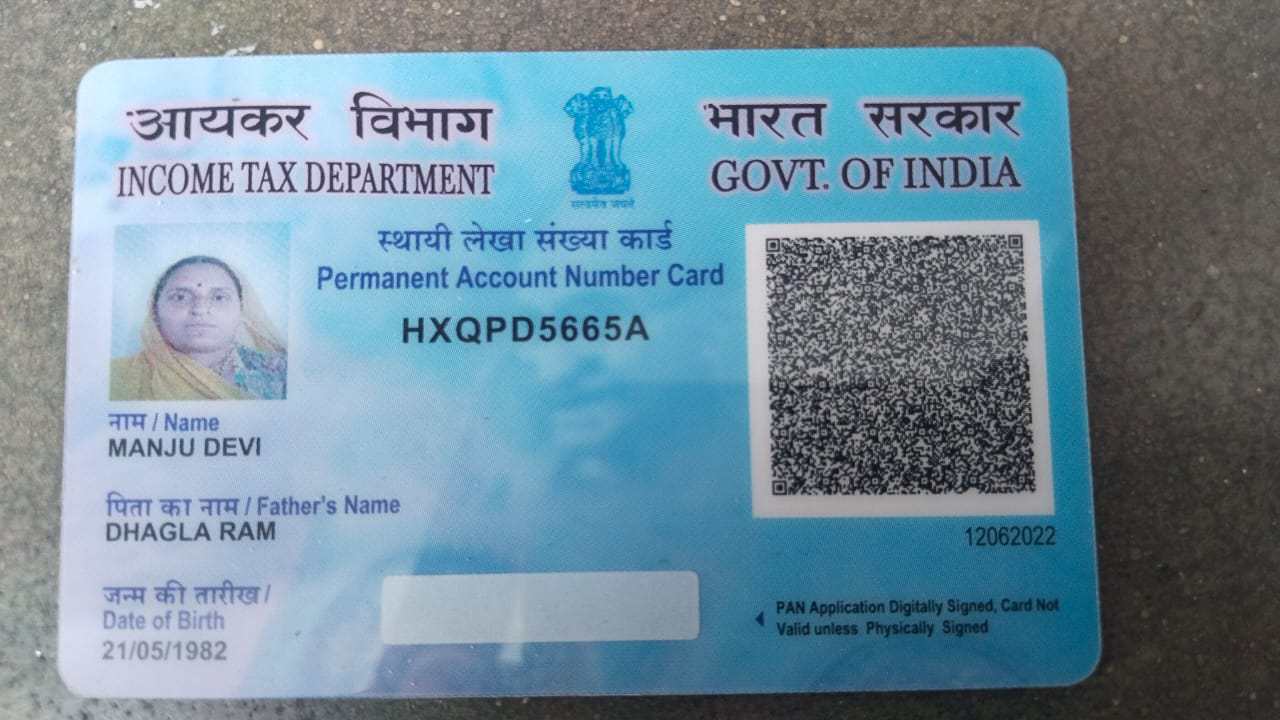 आयकर विभाग
INCOME TAX DEPARTMENT
सत्यमेव जयते
भारत सरकार
GOVT. OF INDIA
स्थायी लेखा संख्या कार्ड
Permanent Account Number Card
HXQPD5665A
नाम / Name
MANJU DEVI
पिता का नाम / Father's Name
DHAGLA RAM
जन्म की तारीख /
Date of Birth
21/05/1982
12062022
PAN Application Digitally Signed, Card Not
Valid unless Physically Signed